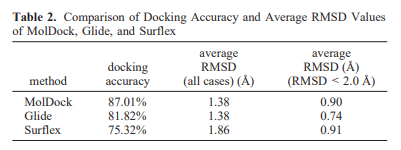 Table 2. Comparison of Docking Accuracy and Average RMSD Values
of MolDock, Glide, and Surflex
average average
docking RMSD RMSD (Å)
method accuracy (all cases) (Å) (RMSD < 2.0 Å)
MolDock 87.01% 1.38 0.90
Glide 81.82% 1.38 0.74
Surflex 75.32% 1.86 0.91